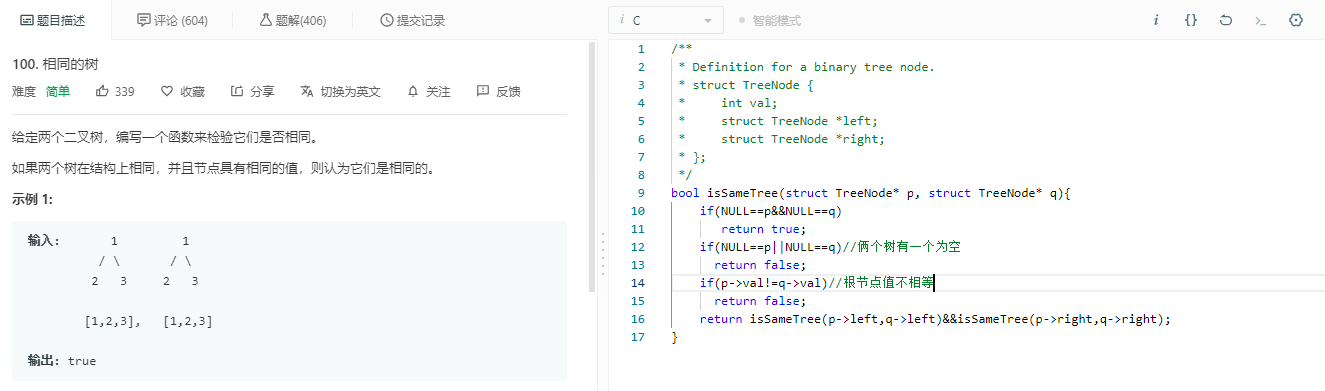 题目描述 评论 (604) 题解(406) 提交记录
100. 相同的树
难度 简单 339 收藏 分享 切换为英文 关注 反馈
给定两个二叉树，编写一个函数来检验它们是否相同。
如果两个树在结构上相同，并且节点具有相同的值，则认为它们是相同的。
示例 1:
输入:       1         1
          / \       / \
         2   3     2   3
        [1,2,3],   [1,2,3]
输出: true
i C 智能模式 i {} >_
1 /**
2  * Definition for a binary tree node.
3  * struct TreeNode {
4  *     int val;
5  *     struct TreeNode *left;
6  *     struct TreeNode *right;
7  * };
8  */
9 bool isSameTree(struct TreeNode* p, struct TreeNode* q){
10     if(NULL==p&&NULL==q)
11        return true;
12     if(NULL==p||NULL==q)//俩个树有一个为空
13       return false;
14     if(p->val!=q->val)//根节点值不相等
15       return false;
16     return isSameTree(p->left,q->left)&&isSameTree(p->right,q->right);
17 }